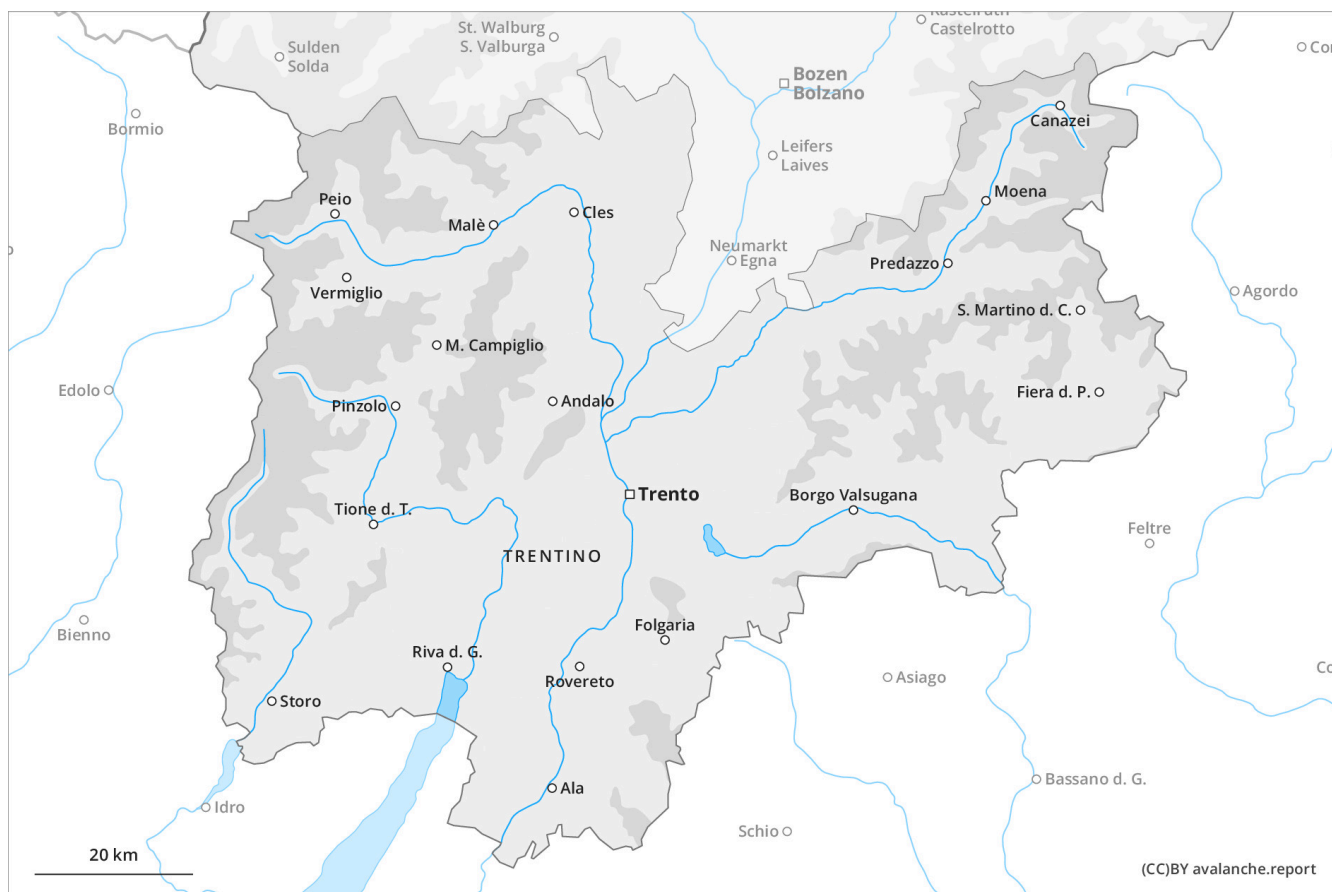 Kastelruth
Castelrotto
St. Walburg
S. Valburga
Sulden
Solda
Bozen
Bolzano
Bormio
Canazei
Leifers
Laives
Moena
Peio
Malè
Cles
Neumarkt
Egna
Predazzo
Vermiglio
Agordo
S. Martino d. C.
M. Campiglio
Edolo
Pinzolo
Andalo
Fiera d. P.
Trento
Borgo Valsugana
Tione d. T.
Feltre
TRENTINO
Bienno
Folgaria
Riva d. G.
Rovereto
Asiago
Storo
Bassano d. G.
Ala
Idro
Schio
20 km
(CC)BY avalanche.report